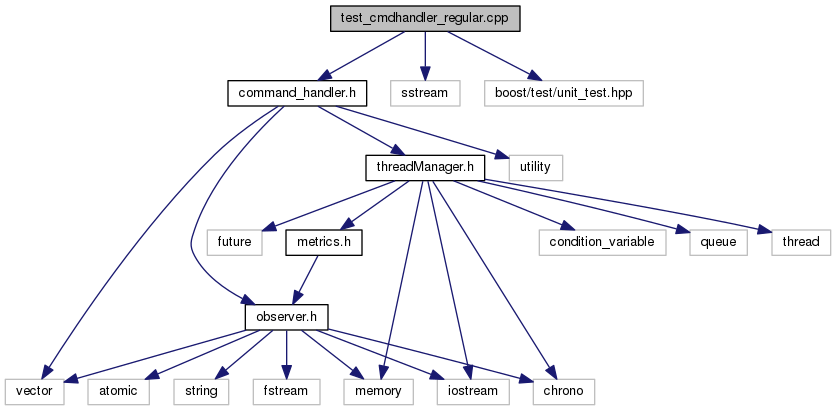 test_cmdhandler_regular.cpp
command_handler.h
sstream
boost/test/unit_test.hpp
threadManager.h
utility
future
metrics.h
condition_variable
queue
thread
observer.h
vector
atomic
string
fstream
memory
iostream
chrono